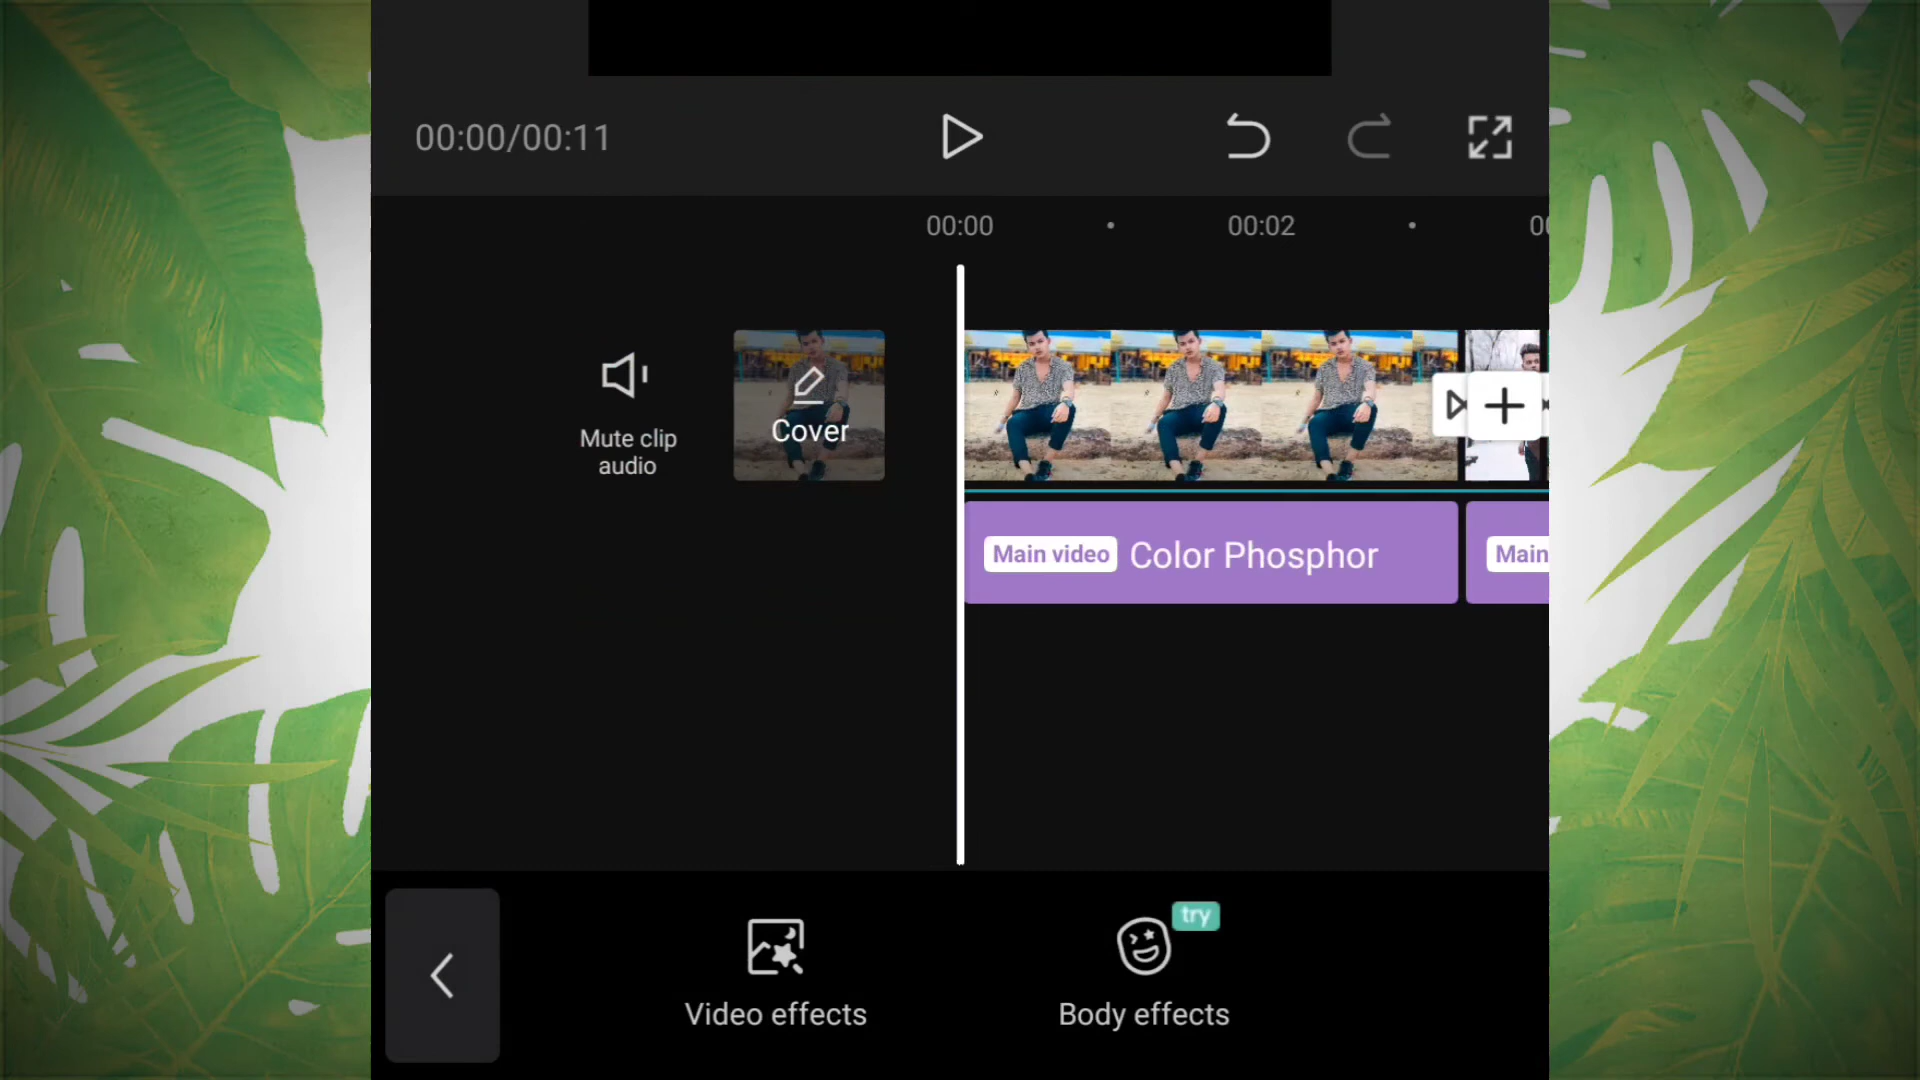 00:00/00:11
00:00 00:02
Mute clip
audio
Cover
Main video Color Phosphor
Main
try
Video effects
Body effects